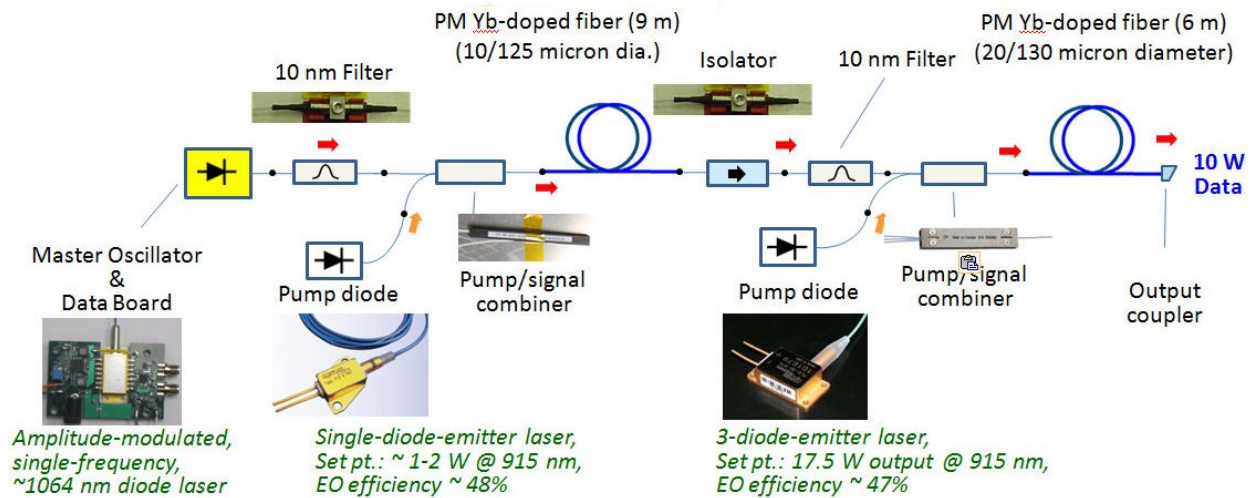 PM Yb-doped fiber (9 m)
(10/125 micron dia.)
PM Yb-doped fiber (6 m)
(20/130 micron diameter)
10 nm Filter
Isolator
10 nm Filter
10 W
Data
Master Oscillator
&
Data Board
Pump diode
Pump/signal
combiner
Pump diode
Pump/signal
combiner
Output
coupler
Amplitude-modulated,
single-frequency,
~1064 nm diode laser
Single-diode-emitter laser,
Set pt.: ~ 1-2 W @ 915 nm,
EO efficiency ~ 48%
3-diode-emitter laser,
Set pt.: 17.5 W output @ 915 nm,
EO efficiency ~ 47%